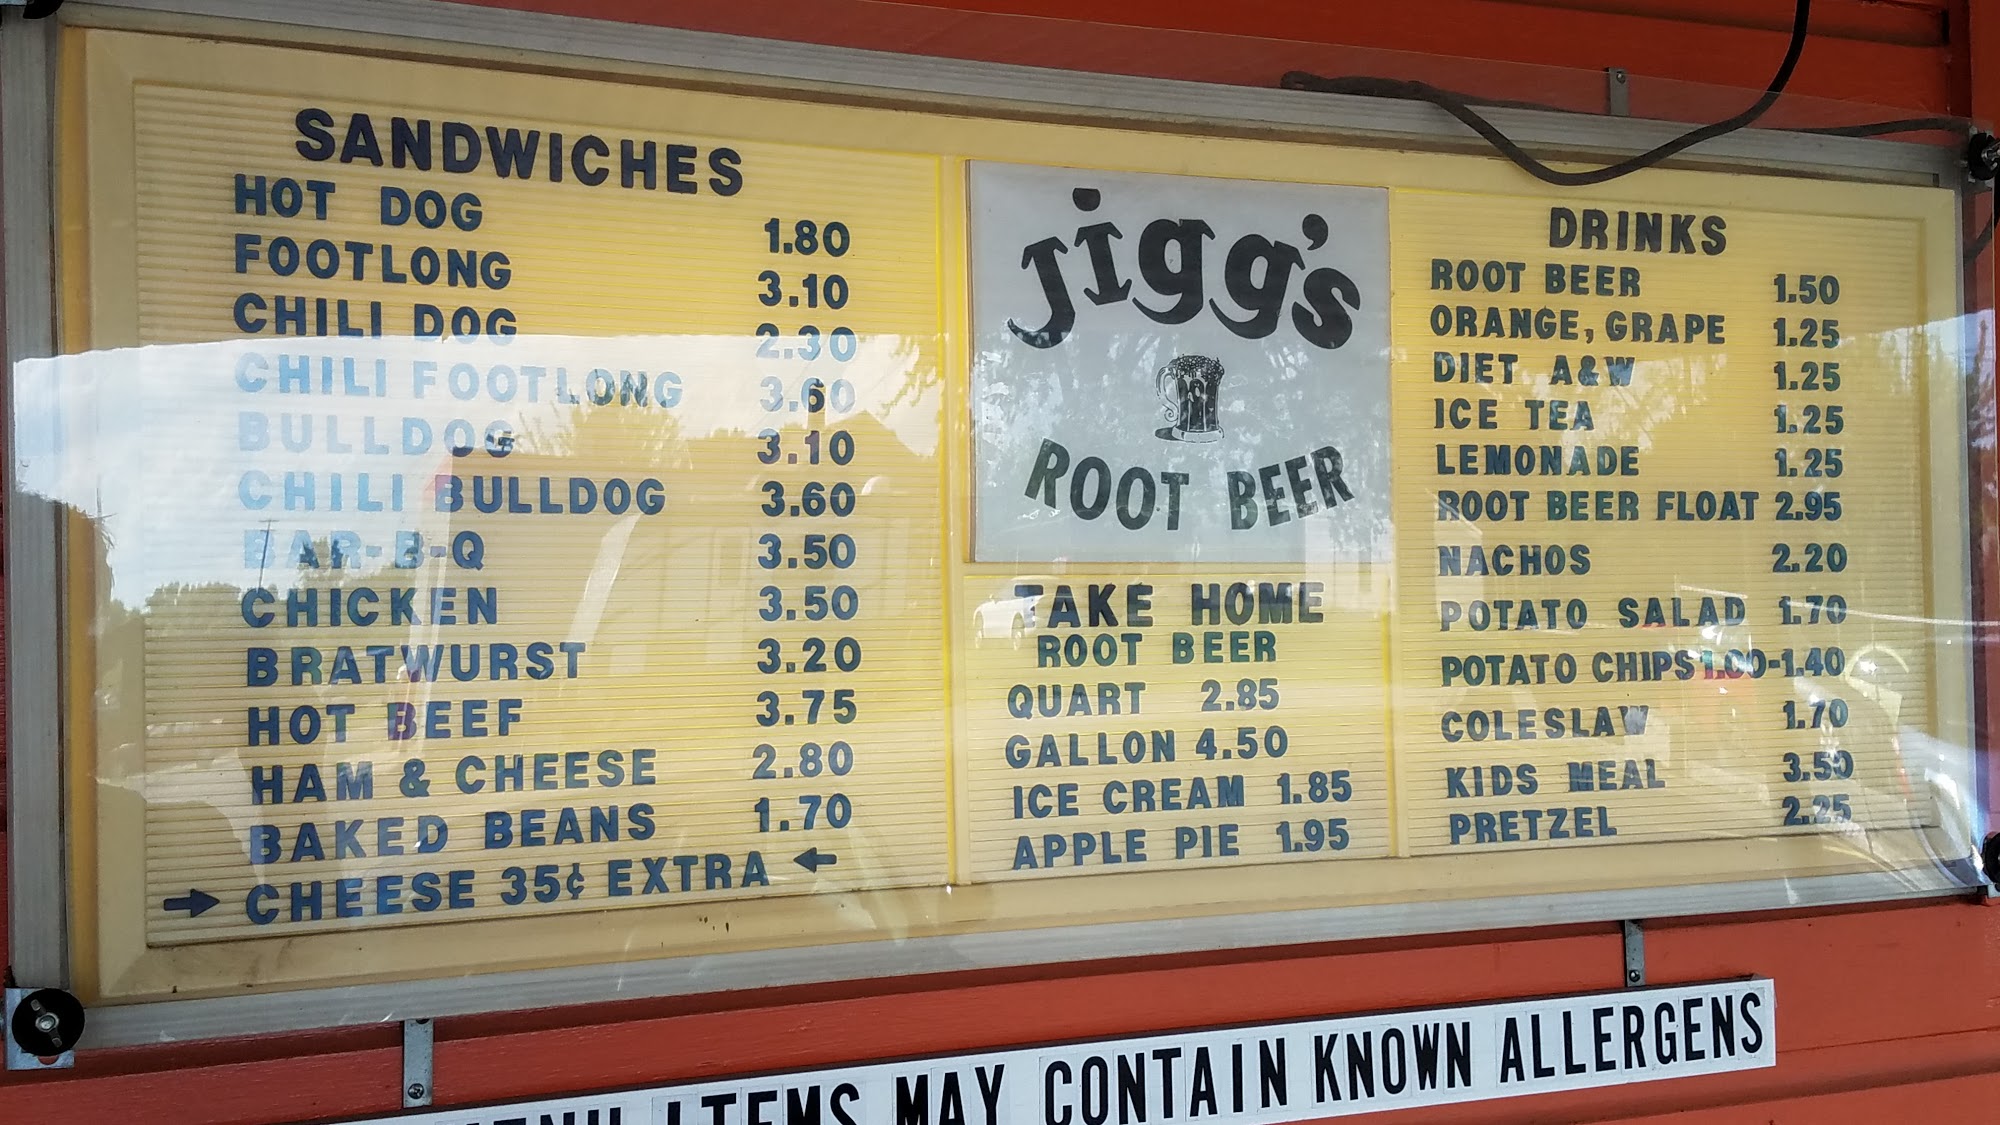 SANDWICHES
HOT DOG 1.80
FOOTLONG 3.10
CHILI DOG 2.30
CHILI FOOTLONG 3.60
BULLDOG 3.10
CHILI BULLDOG 3.60
BAR-B-Q 3.50
CHICKEN 3.50
BRATWURST 3.20
HOT BEEF 3.75
HAM & CHEESE 2.80
BAKED BEANS 1.70
→ CHEESE 35¢ EXTRA ←
jigg's
ROOT BEER
TAKE HOME
ROOT BEER
QUART 2.85
GALLON 4.50
ICE CREAM 1.85
APPLE PIE 1.95
DRINKS
ROOT BEER 1.50
ORANGE, GRAPE 1.25
DIET A&W 1.25
ICE TEA 1.25
LEMONADE 1.25
ROOT BEER FLOAT 2.95
NACHOS 2.20
POTATO SALAD 1.70
POTATO CHIPS 1.00-1.40
COLESLAW 1.70
KIDS MEAL 3.50
PRETZEL 2.25
MENU ITEMS MAY CONTAIN KNOWN ALLERGENS